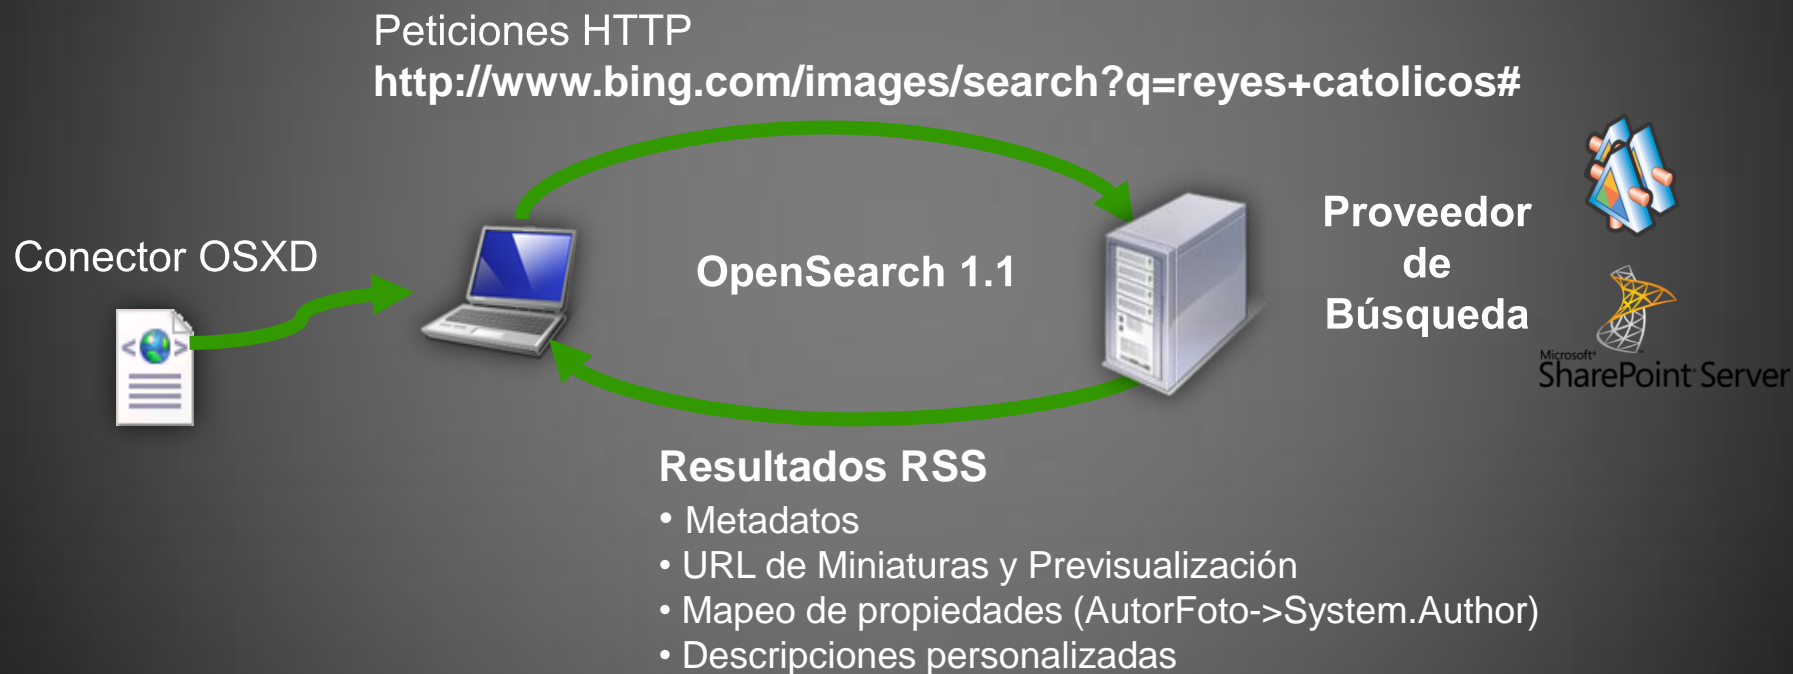 Peticiones HTTP
http://www.bing.com/images/search?q=reyes+catolicos#
Conector OSXD
< >
OpenSearch 1.1
Proveedor
de
Búsqueda
Microsoft®
SharePoint Server
Resultados RSS
• Metadatos
• URL de Miniaturas y Previsualización
• Mapeo de propiedades (AutorFoto->System.Author)
• Descripciones personalizadas